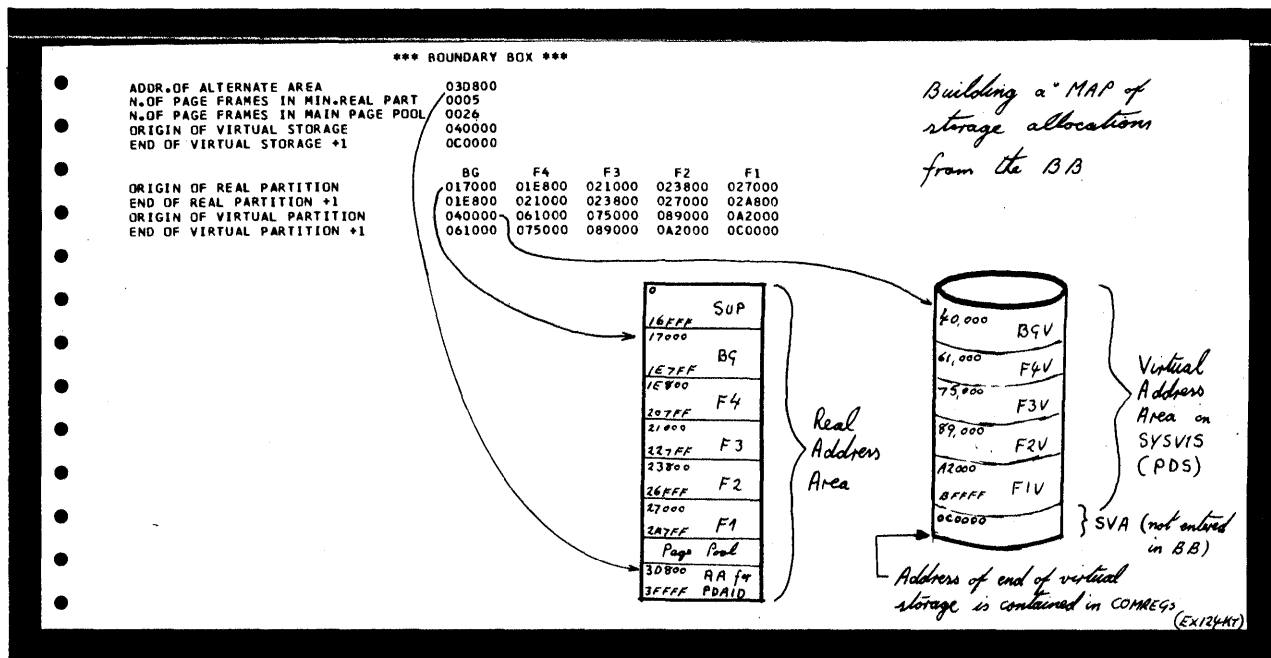 *** BOUNDARY BOX ***
ADDR.OF ALTERNATE AREA 03D800
N.OF PAGE FRAMES IN MIN.REAL PART 0005
N.OF PAGE FRAMES IN MAIN PAGE POOL 0026
ORIGIN OF VIRTUAL STORAGE 040000
END OF VIRTUAL STORAGE +1 0C0000
BG F4 F3 F2 F1
ORIGIN OF REAL PARTITION 017000 01E800 021000 023800 027000
END OF REAL PARTITION +1 01E800 021000 023800 027000 02A800
ORIGIN OF VIRTUAL PARTITION 040000 061000 075000 089000 0A2000
END OF VIRTUAL PARTITION +1 061000 075000 089000 0A2000 0C0000
Building a "MAP of
storage allocations
from the BB
0
SUP
16FFF
17000
BG
1E7FF
1E800
F4
207FF
21000
F3
227FF
23800
F2
26FFF
27000
F1
2A7FF
Page Pool
3D800 AA for
3FFFF PDAID
Real
Address
Area
40,000
BGV
61,000
F4V
75,000
F3V
89,000
F2V
A2000
F1V
BFFFF
0C0000
Virtual
Address
Area on
SYSVIS
(PDS)
SVA (not entered
in BB)
Address of end of virtual
storage is contained in COMREGS
(EX124KT)